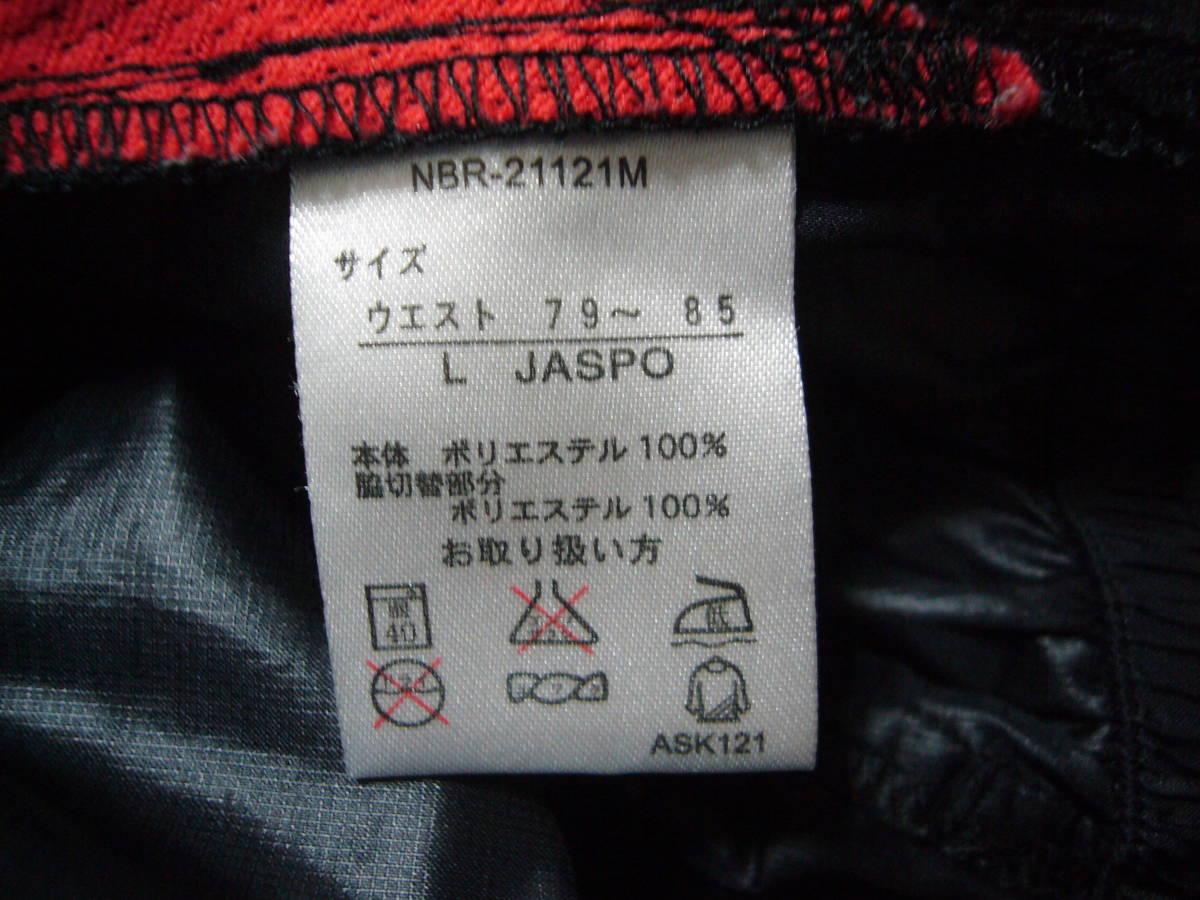 NBR-21121M
サイズ
ウエスト 79～ 85
L JASPO
本体 ポリエステル 100%
脇切替部分
ポリエステル 100%
お取り扱い方
40
低
ASK121